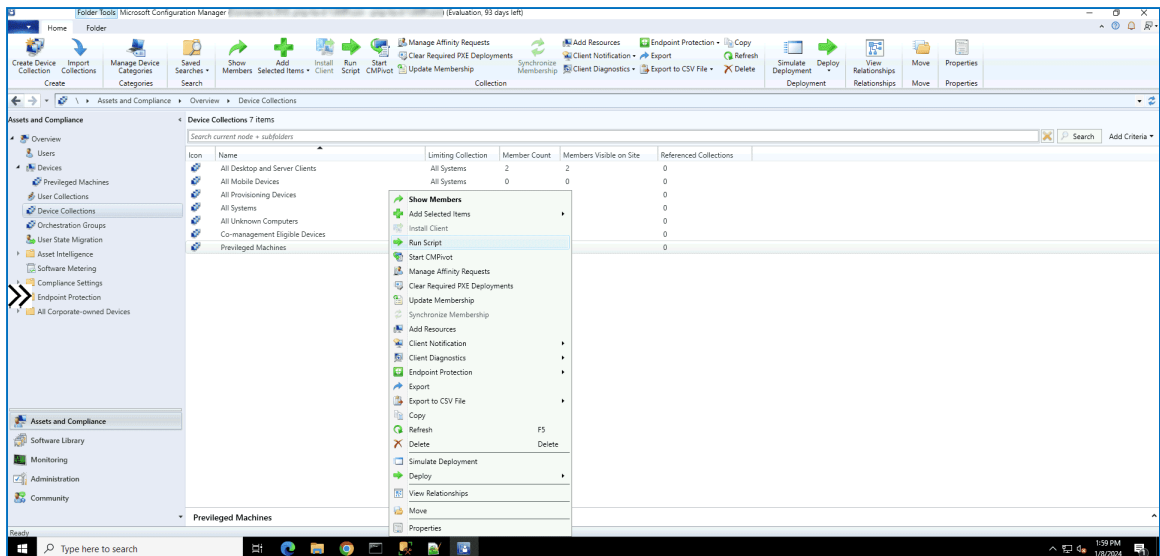 Folder Tools Microsoft Configuration Manager (Evaluation, 93 days left)
Home Folder
Create Device Collection
Import Collections
Create
Manage Device Categories
Categories
Saved Searches
Search
Show Members
Add Selected Items
Install Client
Run Script
Start CMPivot
Manage Affinity Requests
Clear Required PXE Deployments
Update Membership
Synchronize Membership
Add Resources
Client Notification
Client Diagnostics
Endpoint Protection
Export
Export to CSV File
Copy
Refresh
Delete
Collection
Simulate Deployment
Deploy
Deployment
View Relationships
Relationships
Move
Move
Properties
Properties
\ Assets and Compliance Overview Device Collections
Assets and Compliance
Overview
Users
Devices
Previleged Machines
User Collections
Device Collections
Orchestration Groups
User State Migration
Asset Intelligence
Software Metering
Compliance Settings
Endpoint Protection
All Corporate-owned Devices
Assets and Compliance
Software Library
Monitoring
Administration
Community
Device Collections 7 items
Search current node + subfolders
Search Add Criteria
Icon Name Limiting Collection Member Count Members Visible on Site Referenced Collections
All Desktop and Server Clients All Systems 2 2 0
All Mobile Devices All Systems 0 0 0
All Provisioning Devices 0
All Systems 0
All Unknown Computers 0
Co-management Eligible Devices 0
Previleged Machines 0
Show Members
Add Selected Items
Install Client
Run Script
Start CMPivot
Manage Affinity Requests
Clear Required PXE Deployments
Update Membership
Synchronize Membership
Add Resources
Client Notification
Client Diagnostics
Endpoint Protection
Export
Export to CSV File
Copy
Refresh F5
Delete Delete
Simulate Deployment
Deploy
View Relationships
Move
Properties
Previleged Machines
Ready
Type here to search
1:59 PM
1/8/2024